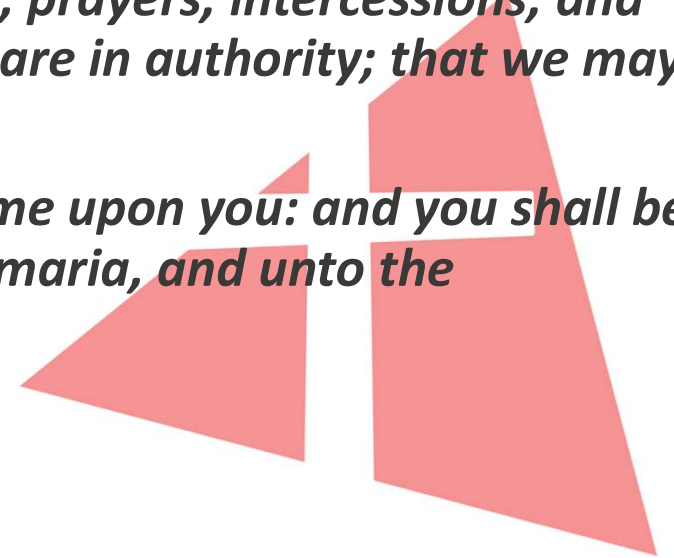 , prayers, intercessions, and
are in authority; that we may
me upon you: and you shall be
maria, and unto the